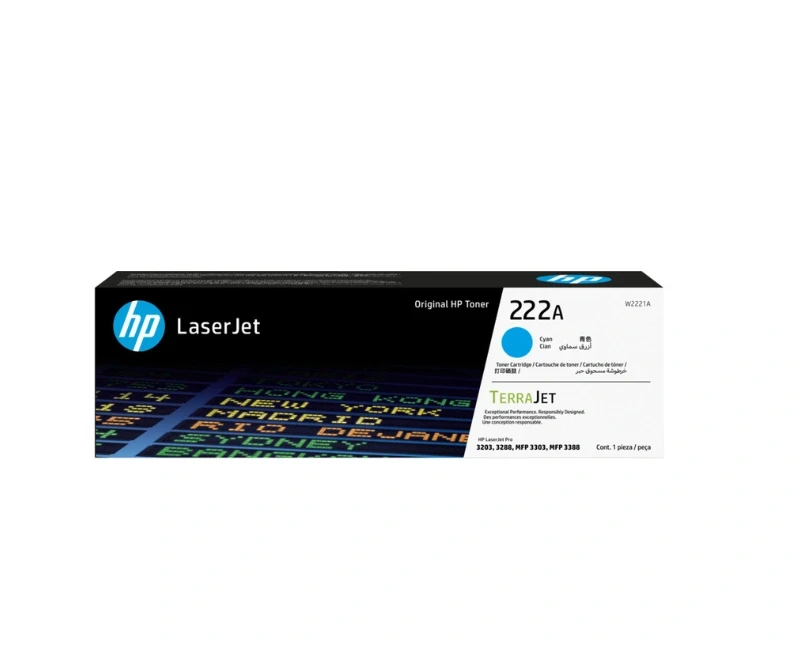 hp
hp
LaserJet
Original HP Toner
222A
W2221A
Cyan 青色
Cian أزرق سماوي
Toner Cartridge / Cartouche de toner / Cartucho de tóner /
打印硒鼓 / خرطوشة مسحوق حبر
TERRAJET
Exceptional Performance. Responsibly Designed.
Des performances exceptionnelles.
Une conception responsable.
HP LaserJet Pro
3203, 3288, MFP 3303, MFP 3388
Cont. 1 pieza / peça
14 HONG KONG
NEW YORK
MADRID
RIO DE JANE
SYDNEY